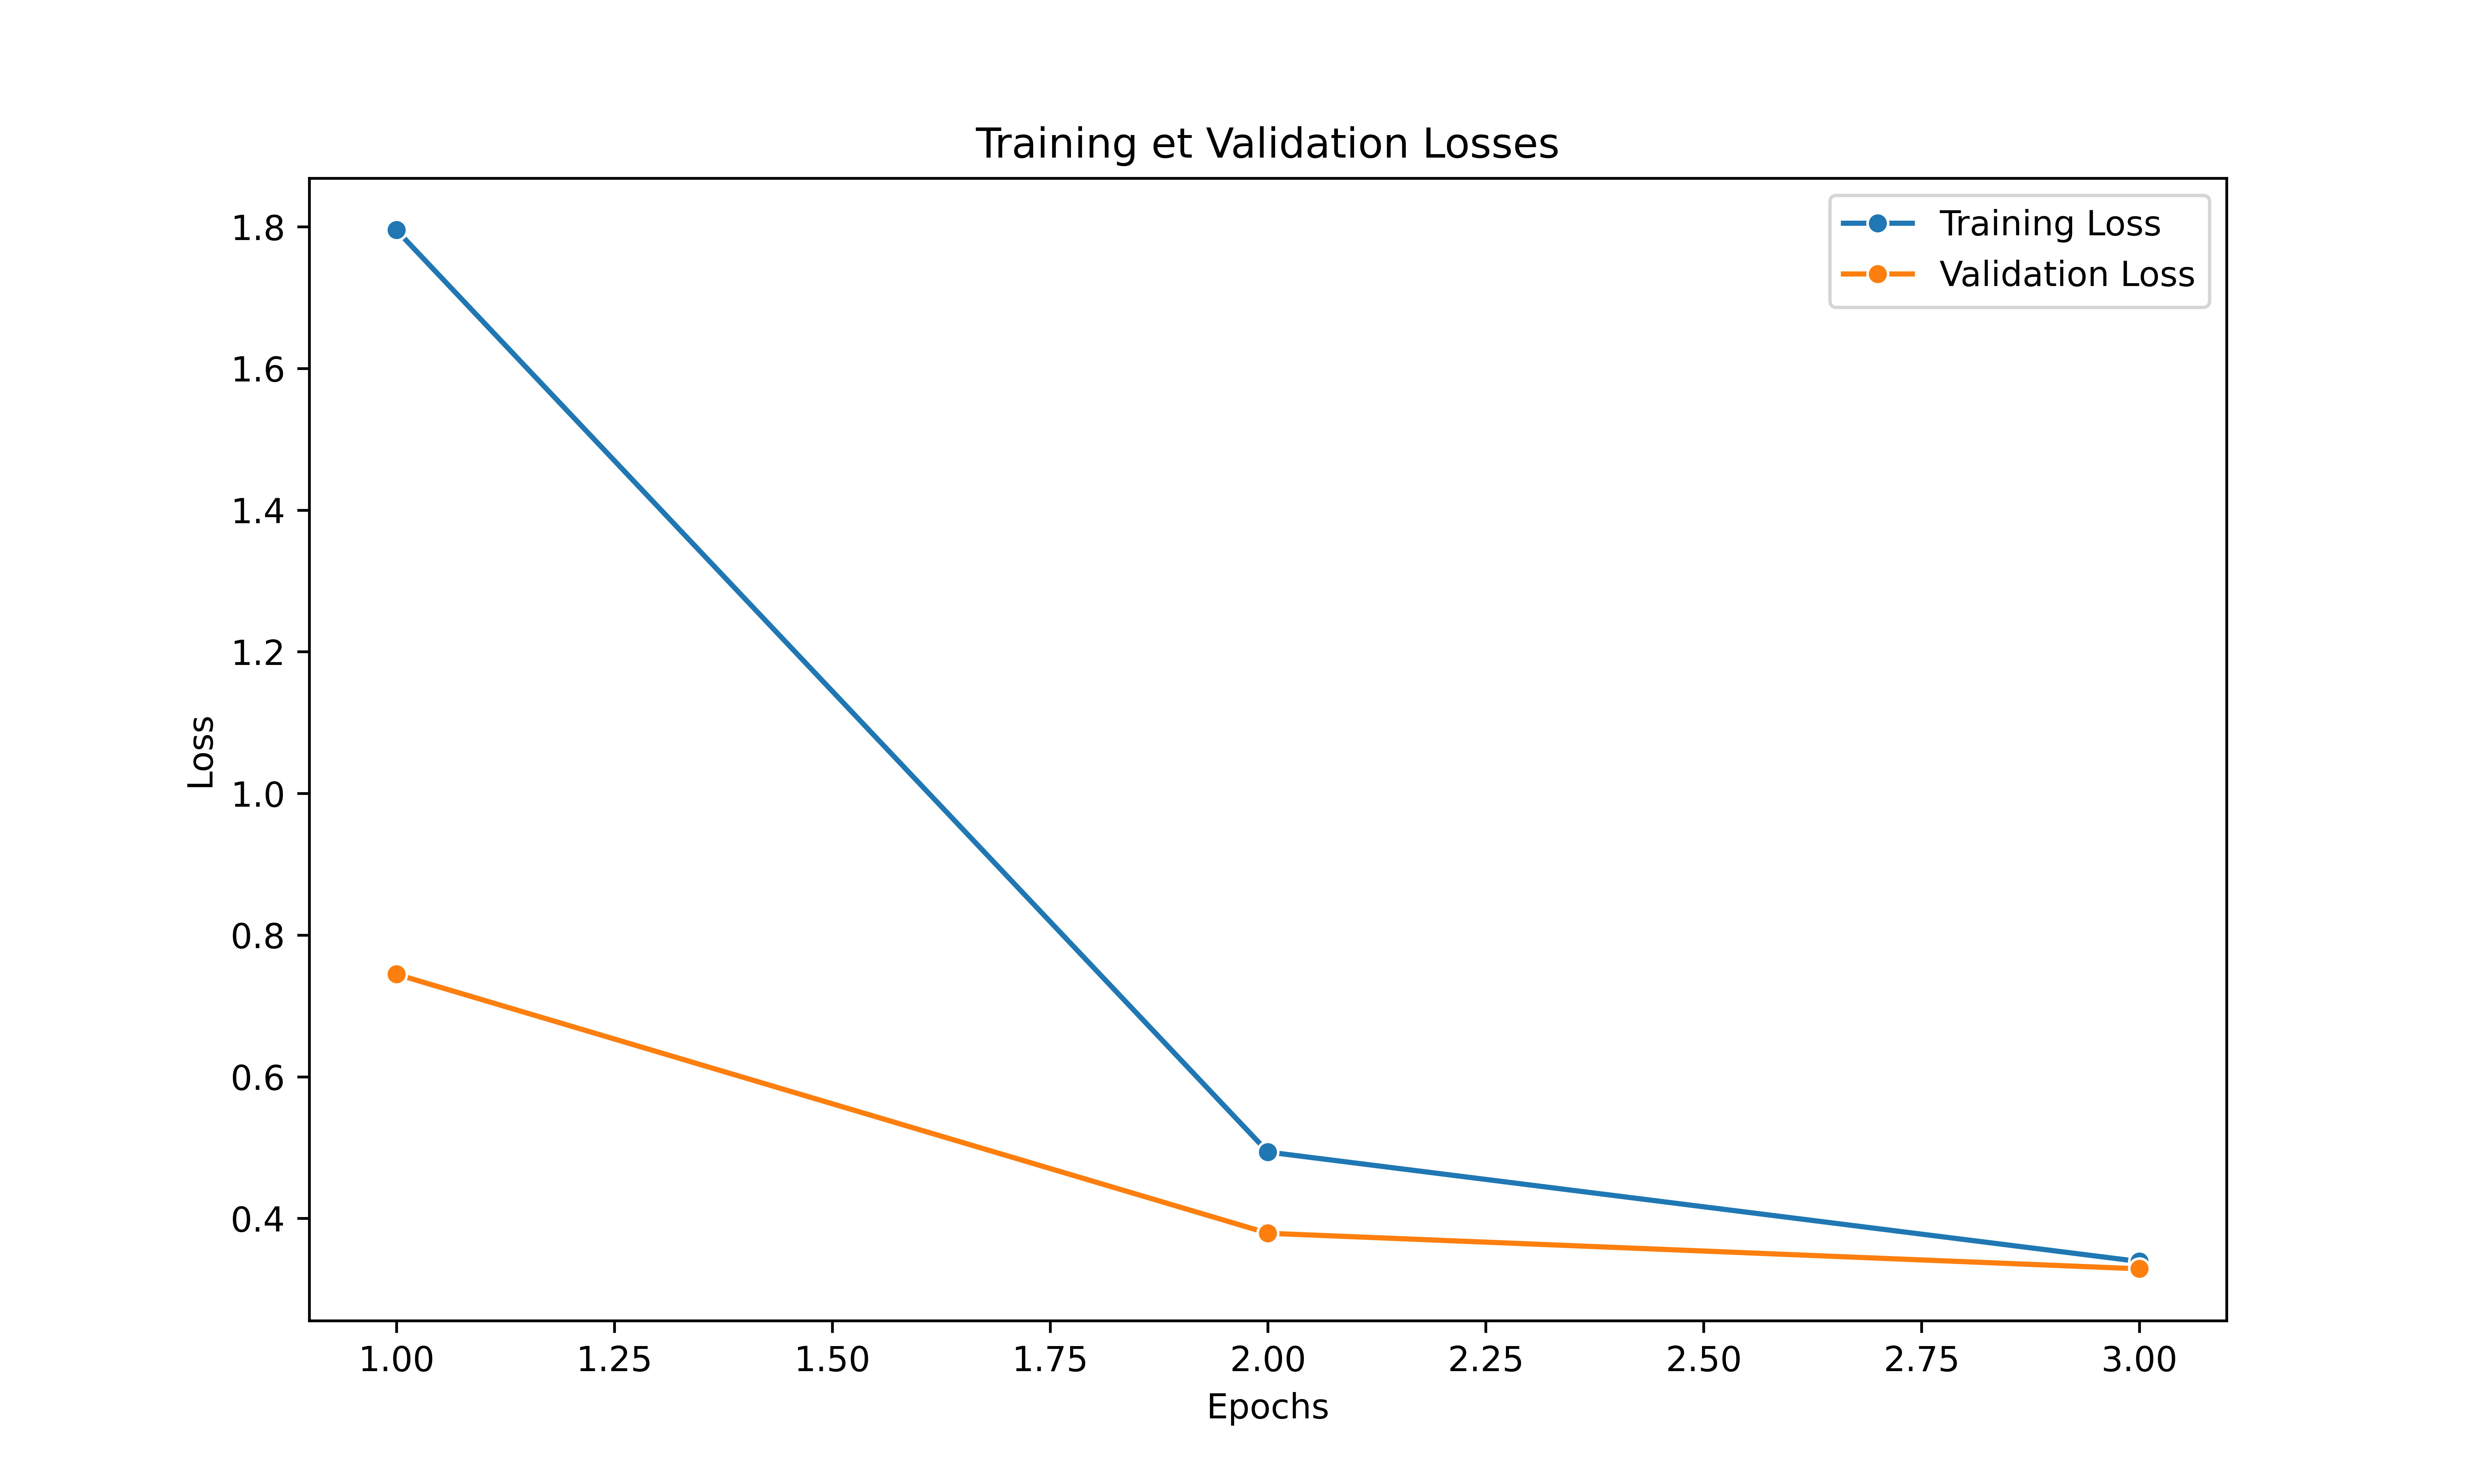 Training et Validation Losses
Training Loss
Validation Loss
1.8
1.6
1.4
1.2
1.0
0.8
0.6
0.4
Loss
1.00 1.25 1.50 1.75 2.00 2.25 2.50 2.75 3.00
Epochs